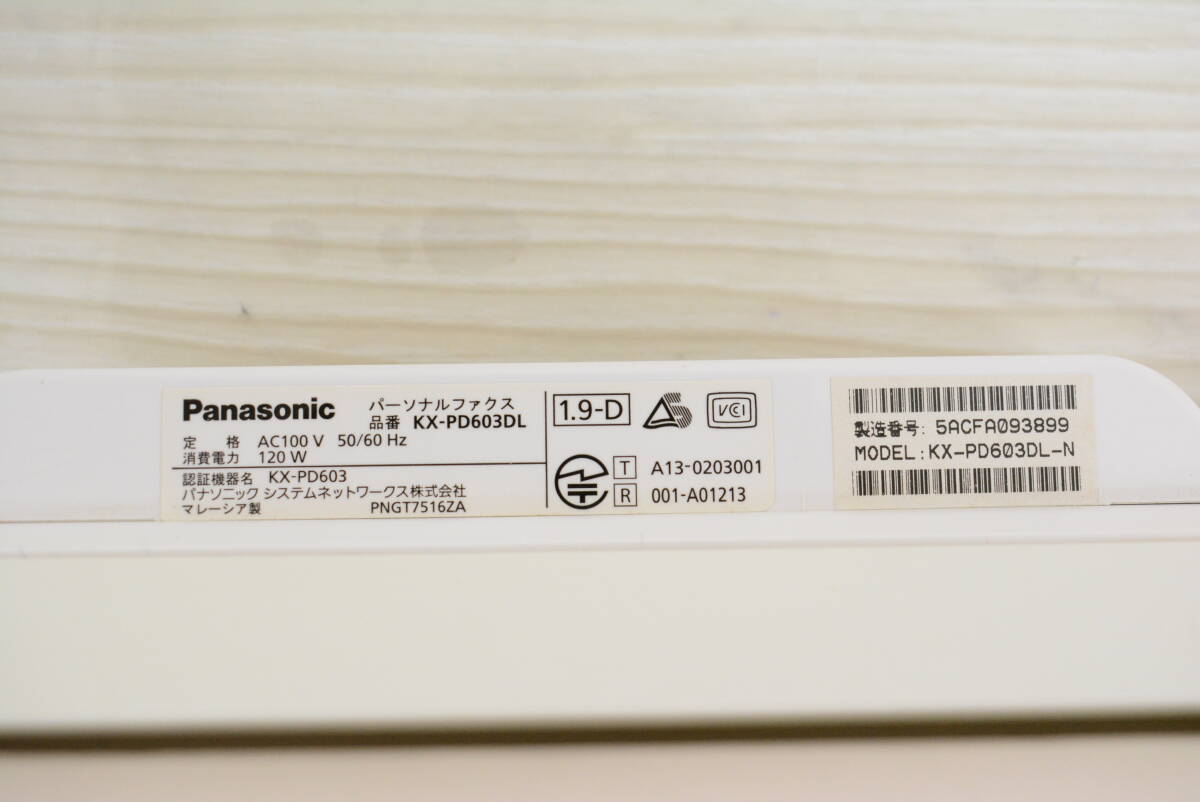 Panasonic パーソナルファクス
品番 KX-PD603DL
定 格 AC100 V 50/60 Hz
消費電力 120 W
認証機器名 KX-PD603
パナソニック システムネットワークス株式会社
マレーシア製 PNGT7516ZA
1.9-D
VCI
T A13-0203001
R 001-A01213
製造番号: 5ACFA093899
MODEL:KX-PD603DL-N